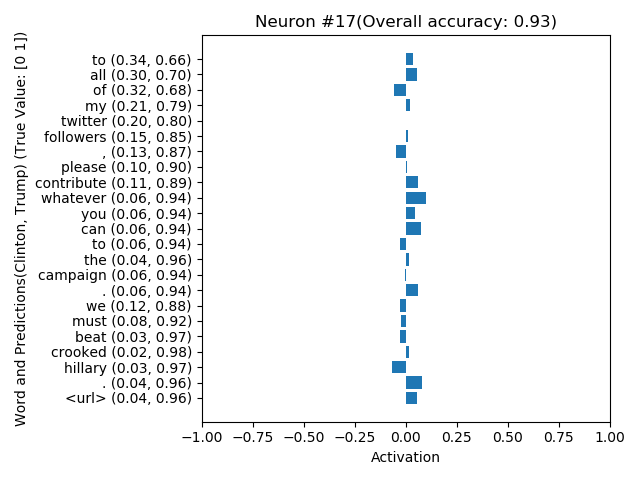 Neuron #17(Overall accuracy: 0.93)
Word and Predictions(Clinton, Trump) (True Value: [0 1])
to (0.34, 0.66)
all (0.30, 0.70)
of (0.32, 0.68)
my (0.21, 0.79)
twitter (0.20, 0.80)
followers (0.15, 0.85)
, (0.13, 0.87)
please (0.10, 0.90)
contribute (0.11, 0.89)
whatever (0.06, 0.94)
you (0.06, 0.94)
can (0.06, 0.94)
to (0.06, 0.94)
the (0.04, 0.96)
campaign (0.06, 0.94)
. (0.06, 0.94)
we (0.12, 0.88)
must (0.08, 0.92)
beat (0.03, 0.97)
crooked (0.02, 0.98)
hillary (0.03, 0.97)
. (0.04, 0.96)
<url> (0.04, 0.96)
−1.00 −0.75 −0.50 −0.25 0.00 0.25 0.50 0.75 1.00
Activation